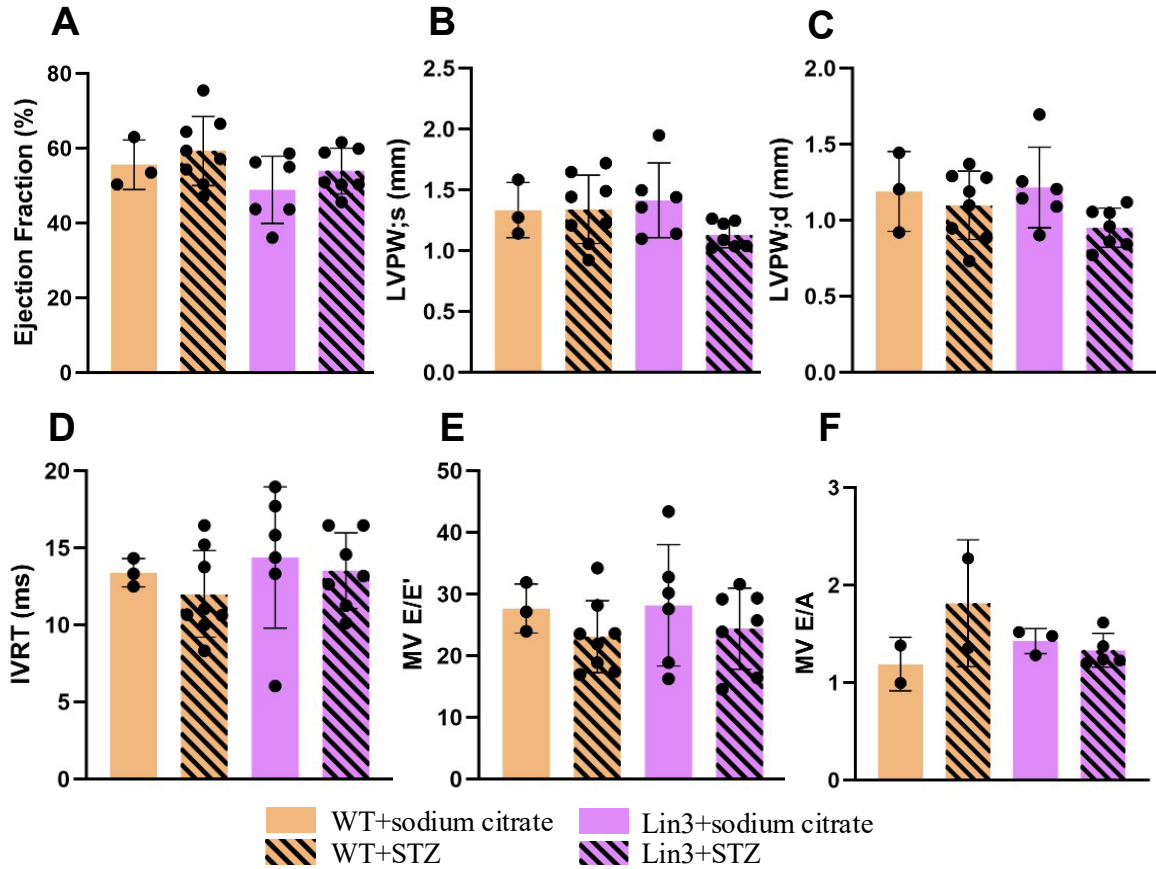 A
B
C
Ejection Fraction (%)
80
60
40
20
0
LVPW;s (mm)
2.5
2.0
1.5
1.0
0.5
0.0
LVPW;d (mm)
2.0
1.5
1.0
0.5
0.0
D
E
F
IVRT (ms)
20
15
10
5
0
MV E/E'
50
40
30
20
10
0
MV E/A
3
2
1
0
WT+sodium citrate
Lin3+sodium citrate
WT+STZ
Lin3+STZ